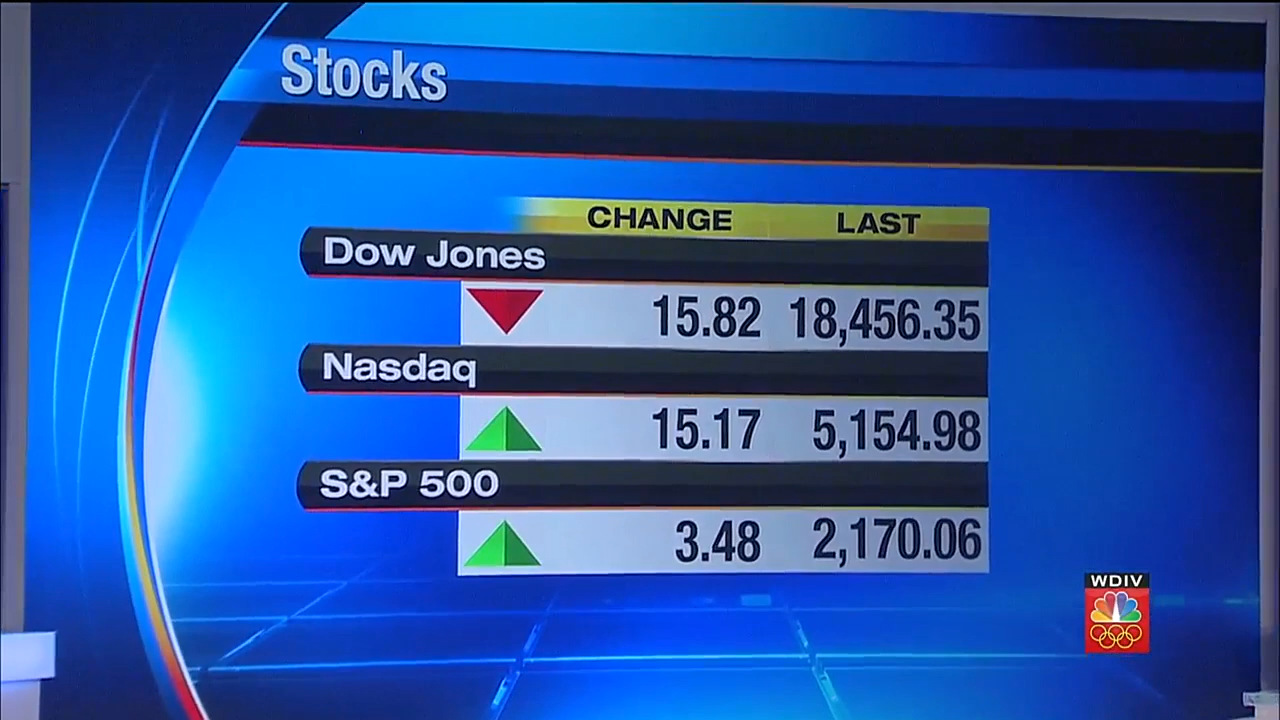 Stocks
CHANGE LAST
Dow Jones
15.82 18,456.35
Nasdaq
15.17 5,154.98
S&P 500
3.48 2,170.06
WDIV